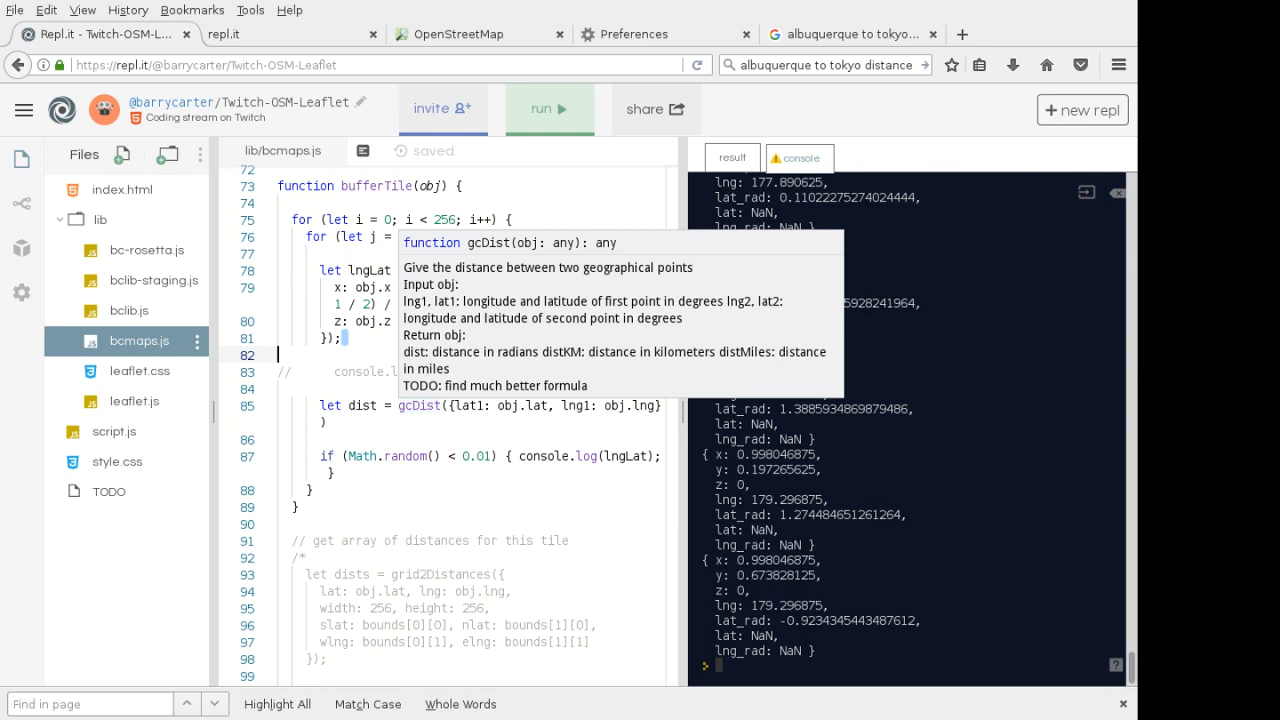 File Edit View History Bookmarks Tools Help
Repl.it - Twitch-OSM-L... × repl.it × OpenStreetMap × Preferences × albuquerque to tokyo... × +
https://repl.it/@barrycarter/Twitch-OSM-Leaflet albuquerque to tokyo distance
@barrycarter/Twitch-OSM-Leaflet
Coding stream on Twitch
invite run share + new repl
Files
index.html
lib
bc-rosetta.js
bclib-staging.js
bclib.js
bcmaps.js
leaflet.css
leaflet.js
script.js
style.css
TODO
lib/bcmaps.js saved
72
73 function bufferTile(obj) {
74
75 for (let i = 0; i < 256; i++) {
76 for (let j =
77
78 let lngLat
79 x: obj.x
1 / 2) /
80 z: obj.z
81 });
82
83 // console.l
84
85 let dist = gcDist({lat1: obj.lat, lng1: obj.lng}
)
86
87 if (Math.random() < 0.01) { console.log(lngLat);
}
88 }
89 }
90
91 // get array of distances for this tile
92 /*
93 let dists = grid2Distances({
94 lat: obj.lat, lng: obj.lng,
95 width: 256, height: 256,
96 slat: bounds[0][0], nlat: bounds[1][0],
97 wlng: bounds[0][1], elng: bounds[1][1]
98 });
99
function gcDist(obj: any): any
Give the distance between two geographical points
Input obj:
lng1, lat1: longitude and latitude of first point in degrees lng2, lat2:
longitude and latitude of second point in degrees
Return obj:
dist: distance in radians distKM: distance in kilometers distMiles: distance
in miles
TODO: find much better formula
result console
lng: 177.890625,
lat_rad: 0.11022275274024444,
lat: NaN,
lng_rad: NaN }
5928241964,
lat_rad: 1.3885934869879486,
lat: NaN,
lng_rad: NaN }
{ x: 0.998046875,
y: 0.197265625,
z: 0,
lng: 179.296875,
lat_rad: 1.274484651261264,
lat: NaN,
lng_rad: NaN }
{ x: 0.998046875,
y: 0.673828125,
z: 0,
lng: 179.296875,
lat_rad: -0.9234345443487612,
lat: NaN,
lng_rad: NaN }
>
?
Find in page Highlight All Match Case Whole Words ×